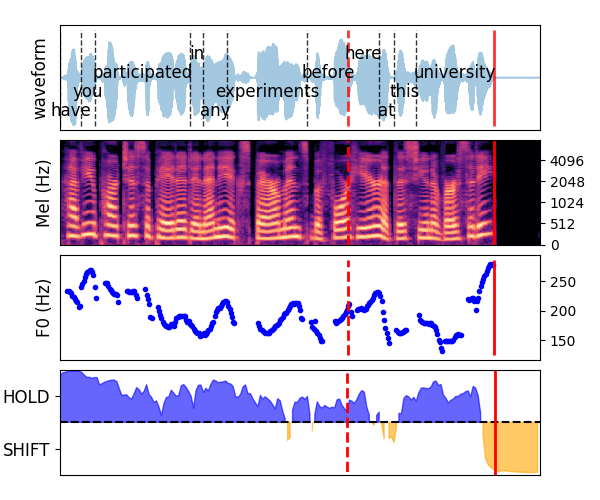 waveform
in
here
participated
before
university
you
experiments
this
have
any
at
Mel (Hz)
4096
2048
1024
512
0
F0 (Hz)
250
200
150
HOLD
SHIFT